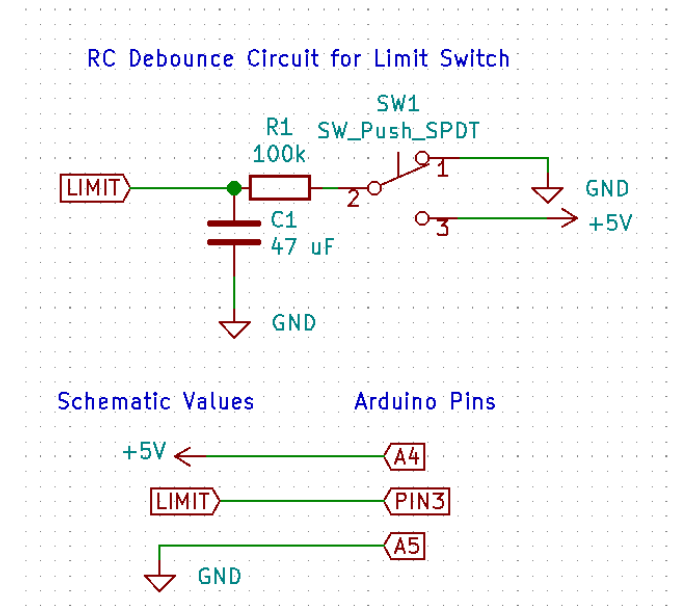 RC Debounce Circuit for Limit Switch
SW1
R1 SW_Push_SPDT
100k
1
LIMIT
2
GND
3
+5V
C1
47 uF
GND
Schematic Values Arduino Pins
+5V A4
LIMIT PIN3
A5
GND